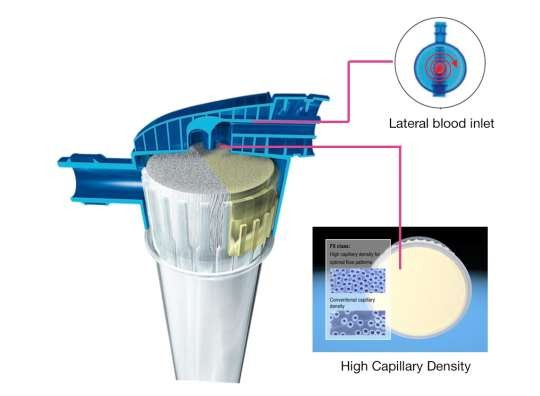 Lateral blood inlet
FX class:
High capillary density for
optimal flow patterns
Conventional capillary
density
High Capillary Density